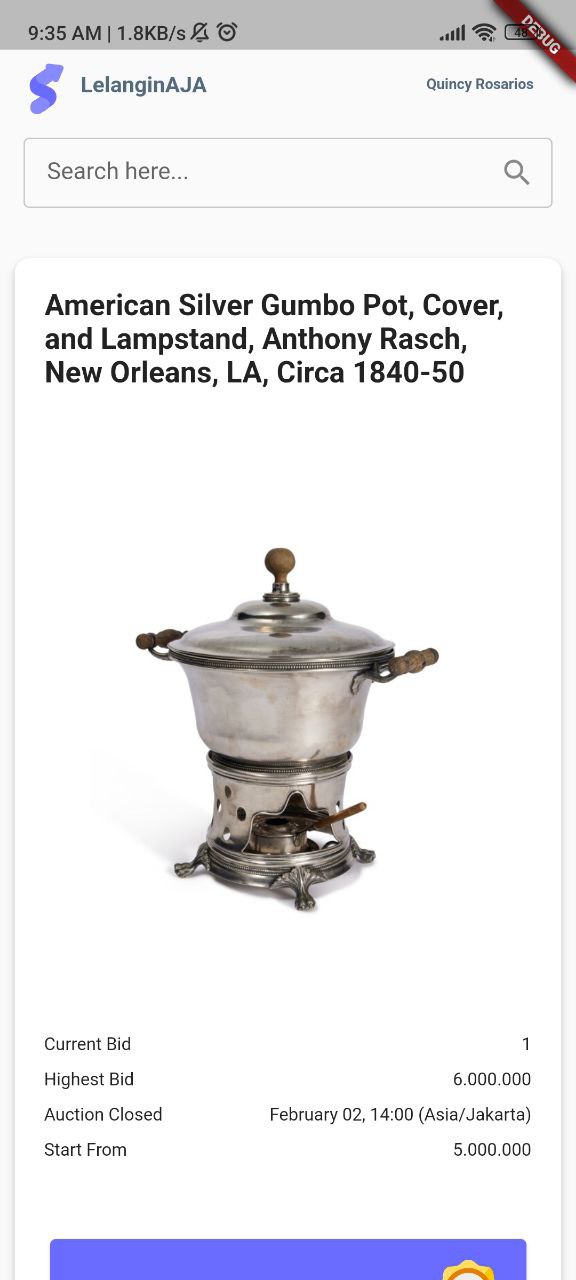 9:35 AM | 1.8KB/s
48
DEBUG
LelanginAJA
Quincy Rosarios
Search here...
American Silver Gumbo Pot, Cover,
and Lampstand, Anthony Rasch,
New Orleans, LA, Circa 1840-50
Current Bid 1
Highest Bid 6.000.000
Auction Closed February 02, 14:00 (Asia/Jakarta)
Start From 5.000.000